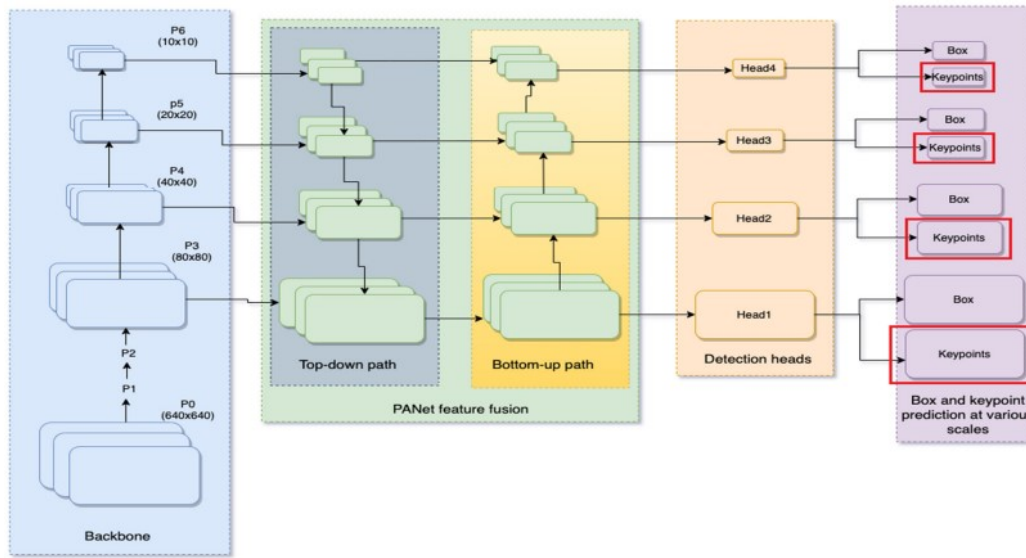 P6
(10x10)
p5
(20x20)
P4
(40x40)
P3
(80x80)
P2
P1
P0
(640x640)
Backbone
Top-down path
Bottom-up path
PANet feature fusion
Head4
Head3
Head2
Head1
Detection heads
Box
Keypoints
Box
Keypoints
Box
Keypoints
Box
Keypoints
Box and keypoint
prediction at variou
scales